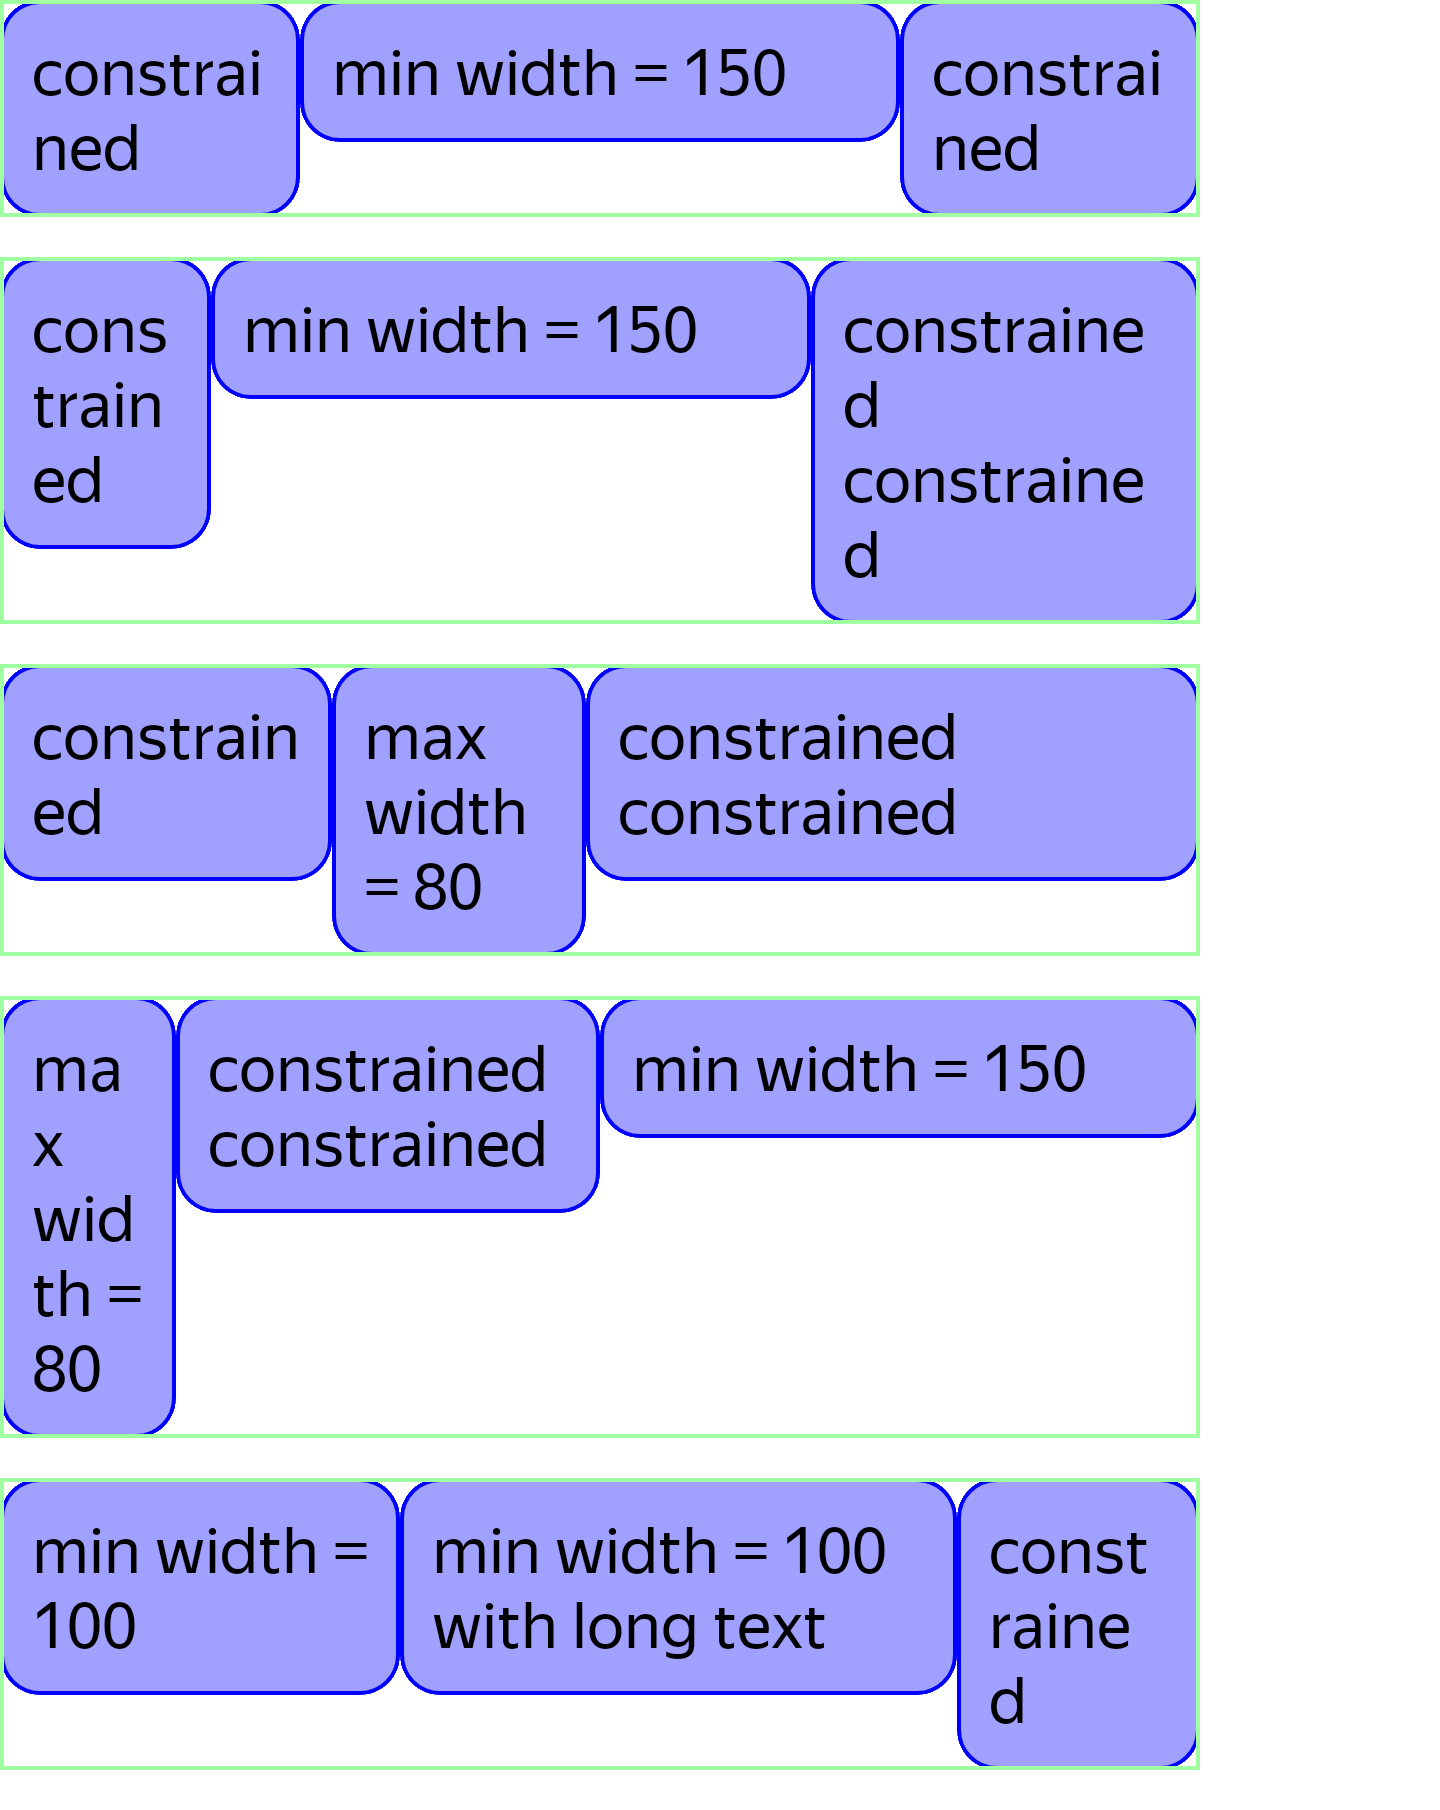 constrai
ned
min width = 150
constrai
ned
cons
train
ed
min width = 150
constraine
d
constraine
d
constrain
ed
max
width
= 80
constrained
constrained
ma
x
wid
th =
80
constrained
constrained
min width = 150
min width =
100
min width = 100
with long text
const
raine
d